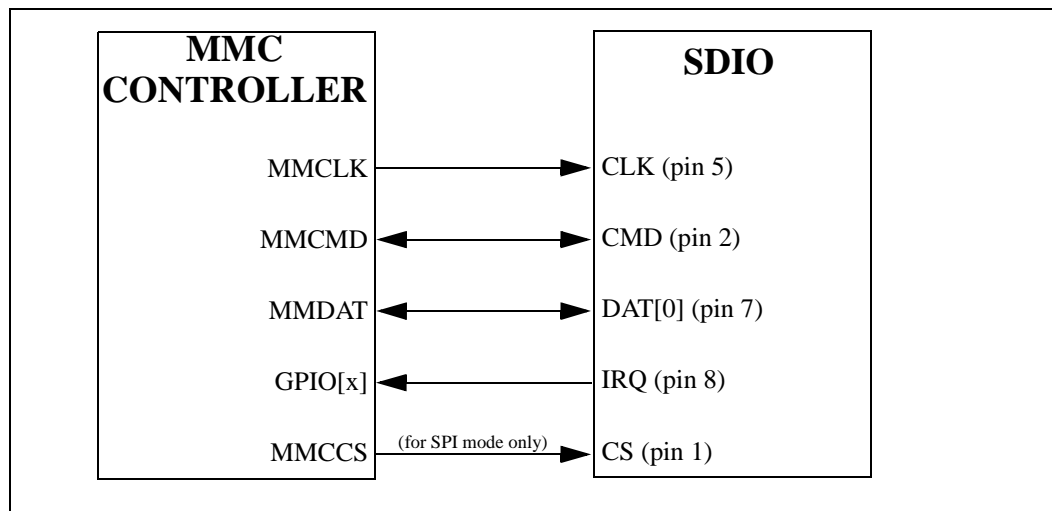 MMC
CONTROLLER
SDIO
MMCLK
CLK (pin 5)
MMCMD
CMD (pin 2)
MMDAT
DAT[0] (pin 7)
GPIO[x]
IRQ (pin 8)
MMCCS
(for SPI mode only)
CS (pin 1)